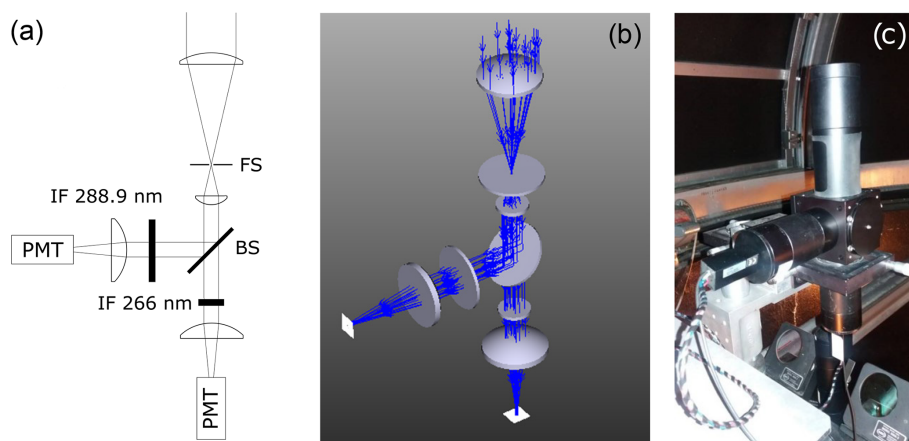 (a)
FS
IF 288.9 nm
PMT
BS
IF 266 nm
PMT
(b)
(c)